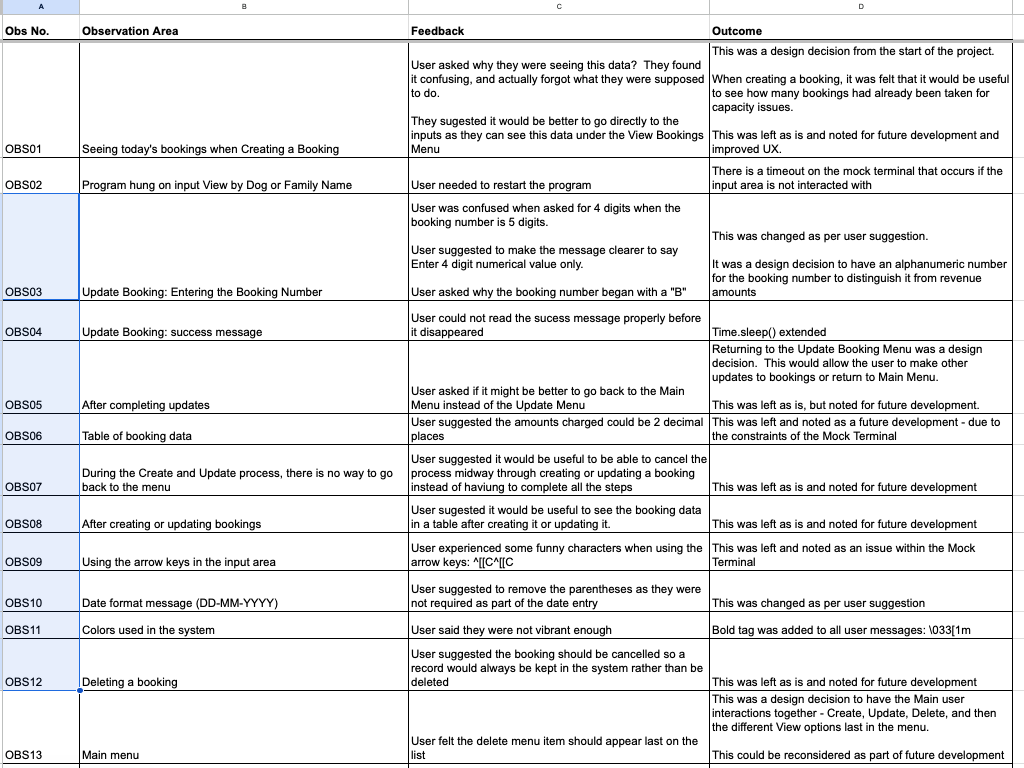 A B C D
Obs No. Observation Area Feedback Outcome
OBS01
Seeing today's bookings when Creating a Booking
User asked why they were seeing this data?  They found
it confusing, and actually forgot what they were supposed
to do.
They sugested it would be better to go directly to the
inputs as they can see this data under the View Bookings
Menu
This was a design decision from the start of the project.
When creating a booking, it was felt that it would be useful
to see how many bookings had already been taken for
capacity issues.
This was left as is and noted for future development and
improved UX.
OBS02
Program hung on input View by Dog or Family Name
User needed to restart the program
There is a timeout on the mock terminal that occurs if the
input area is not interacted with
OBS03
Update Booking: Entering the Booking Number
User was confused when asked for 4 digits when the
booking number is 5 digits.
User suggested to make the message clearer to say
Enter 4 digit numerical value only.
User asked why the booking number began with a "B"
This was changed as per user suggestion.
It was a design decision to have an alphanumeric number
for the booking number to distinguish it from revenue
amounts
OBS04
Update Booking: success message
User could not read the sucess message properly before
it disappeared
Time.sleep() extended
OBS05
After completing updates
User asked if it might be better to go back to the Main
Menu instead of the Update Menu
Returning to the Update Booking Menu was a design
decision.  This would allow the user to make other
updates to bookings or return to Main Menu.
This was left as is, but noted for future development.
OBS06
Table of booking data
User suggested the amounts charged could be 2 decimal
places
This was left and noted as a future development - due to
the constraints of the Mock Terminal
OBS07
During the Create and Update process, there is no way to go
back to the menu
User suggested it would be useful to be able to cancel the
process midway through creating or updating a booking
instead of haviung to complete all the steps
This was left as is and noted for future development
OBS08
After creating or updating bookings
User sugested it would be useful to see the booking data
in a table after creating it or updating it.
This was left as is and noted for future development
OBS09
Using the arrow keys in the input area
User experienced some funny characters when using the
arrow keys: ^[[C^[[C
This was left and noted as an issue within the Mock
Terminal
OBS10
Date format message (DD-MM-YYYY)
User suggested to remove the parentheses as they were
not required as part of the date entry
This was changed as per user suggestion
OBS11
Colors used in the system
User said they were not vibrant enough
Bold tag was added to all user messages: \033[1m
OBS12
Deleting a booking
User suggested the booking should be cancelled so a
record would always be kept in the system rather than be
deleted
This was left as is and noted for future development
OBS13
Main menu
User felt the delete menu item should appear last on the
list
This was a design decision to have the Main user
interactions together - Create, Update, Delete, and then
the different View options last in the menu.
This could be reconsidered as part of future development